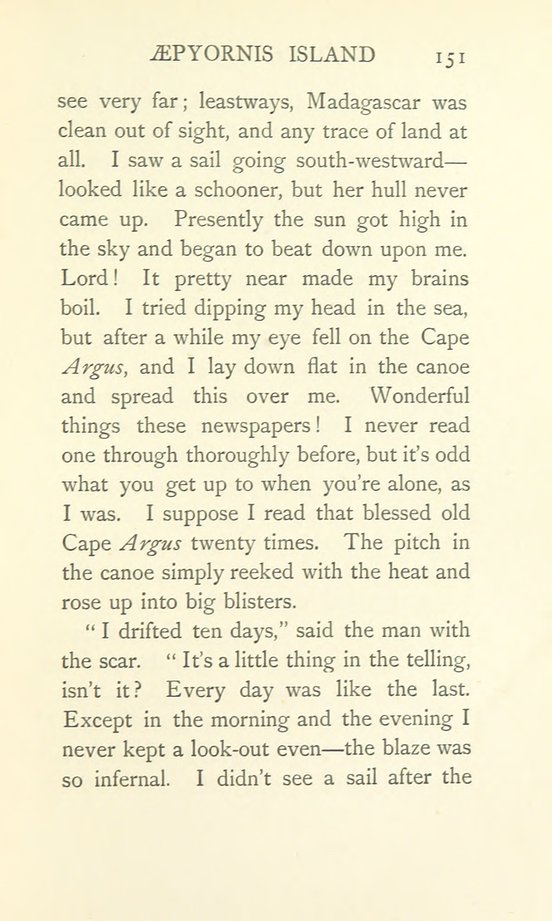 ÆPYORNIS ISLAND 151
see very far; leastways, Madagascar was
clean out of sight, and any trace of land at
all. I saw a sail going south-westward—
looked like a schooner, but her hull never
came up. Presently the sun got high in
the sky and began to beat down upon me.
Lord! It pretty near made my brains
boil. I tried dipping my head in the sea,
but after a while my eye fell on the Cape
Argus, and I lay down flat in the canoe
and spread this over me. Wonderful
things these newspapers! I never read
one through thoroughly before, but it's odd
what you get up to when you're alone, as
I was. I suppose I read that blessed old
Cape Argus twenty times. The pitch in
the canoe simply reeked with the heat and
rose up into big blisters.
"I drifted ten days," said the man with
the scar. "It's a little thing in the telling,
isn't it? Every day was like the last.
Except in the morning and the evening I
never kept a look-out even—the blaze was
so infernal. I didn't see a sail after the